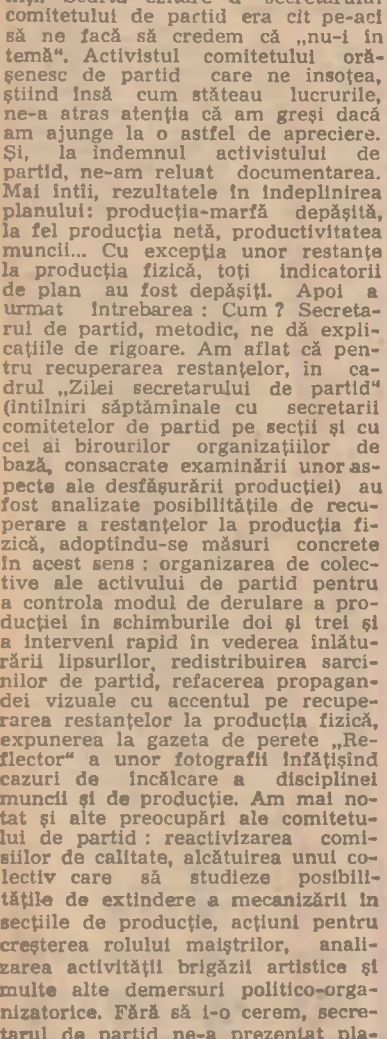 comitetului de partid era cît pe-aci
să ne facă să credem că „nu-i în
temă“. Activistul comitetului oră-
șenesc de partid care ne însoțea,
știind însă cum stăteau lucrurile,
ne-a atras atenția că am greși dacă
am ajunge la o astfel de apreciere.
Și, la îndemnul activistului de
partid, ne-am reluat documentarea.
Mai întîi, rezultatele în îndeplinirea
planului: producția-marfă depășită,
la fel producția netă, productivitatea
muncii... Cu excepția unor restanțe
la producția fizică, toți indicatorii
de plan au fost depășiți. Apoi a
urmat întrebarea : Cum ? Secreta-
rul de partid, metodic, ne dă expli-
cațiile de rigoare. Am aflat că pen-
tru recuperarea restanțelor, în ca-
drul „Zilei secretarului de partid“
(întîlniri săptămînale cu secretarii
comitetelor de partid pe secții și cu
cei ai birourilor organizațiilor de
bază, consacrate examinării unor as-
pecte ale desfășurării producției) au
fost analizate posibilitățile de recu-
perare a restanțelor la producția fi-
zică, adoptîndu-se măsuri concrete
în acest sens : organizarea de colec-
tive ale activului de partid pentru
a controla modul de derulare a pro-
ducției în schimburile doi și trei și
a interveni rapid în vederea înlătu-
rării lipsurilor, redistribuirea sarci-
nilor de partid, refacerea propagan-
dei vizuale cu accentul pe recupe-
rarea restanțelor la producția fizică,
expunerea la gazeta de perete „Re-
flector“ a unor fotografii înfățișînd
cazuri de încălcare a disciplinei
muncii și de producție. Am mai no-
tat și alte preocupări ale comitetu-
lui de partid : reactivizarea comi-
siilor de calitate, alcătuirea unui co-
lectiv care să studieze posibili-
tățile de extindere a mecanizării în
secțiile de producție, acțiuni pentru
creșterea rolului maiștrilor, anali-
zarea activității brigăzii artistice și
multe alte demersuri politico-orga-
nizatorice. Fără să i-o cerem, secre-
tarul de partid ne-a prezentat pla-